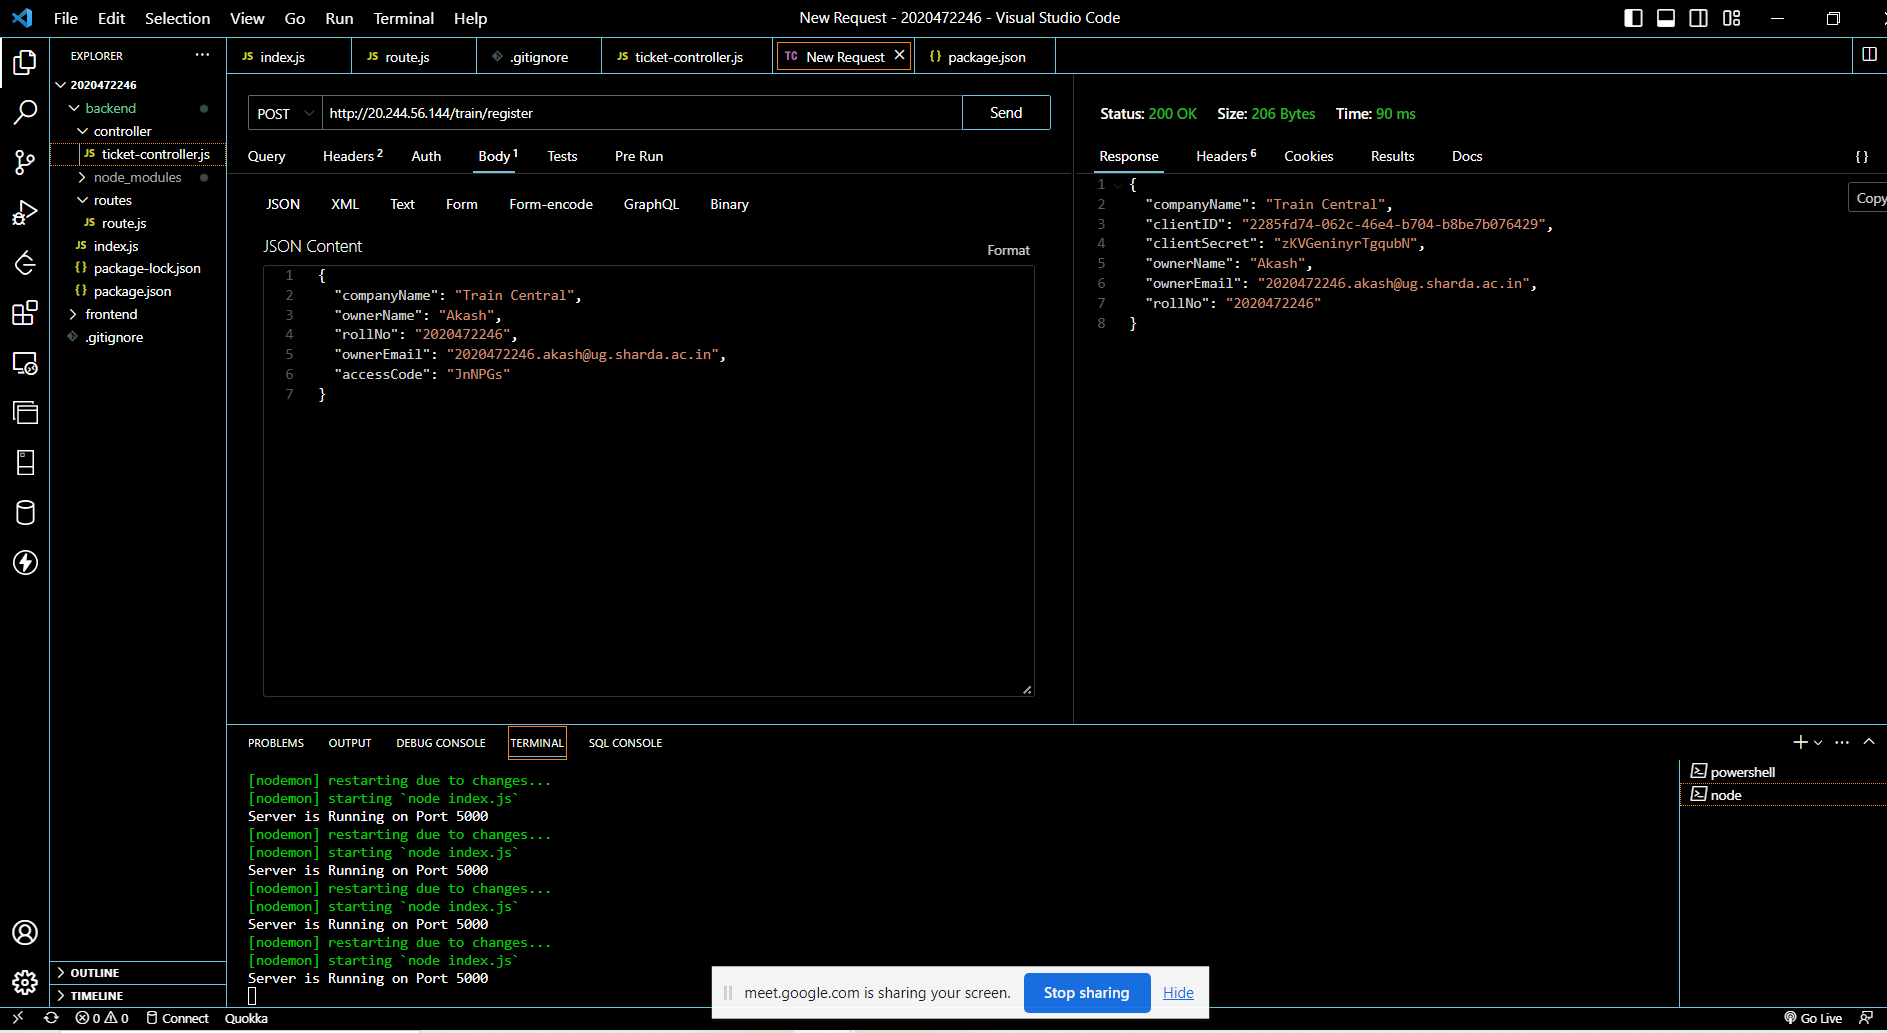 File Edit Selection View Go Run Terminal Help
New Request - 2020472246 - Visual Studio Code
EXPLORER
2020472246
backend
controller
JS ticket-controller.js
node_modules
routes
JS route.js
JS index.js
{} package-lock.json
{} package.json
frontend
.gitignore
OUTLINE
TIMELINE
JS index.js
JS route.js
.gitignore
JS ticket-controller.js
TC New Request
{} package.json
POST http://20.244.56.144/train/register Send
Query Headers 2 Auth Body 1 Tests Pre Run
JSON XML Text Form Form-encode GraphQL Binary
JSON Content
Format
1 {
2 "companyName": "Train Central",
3 "ownerName": "Akash",
4 "rollNo": "2020472246",
5 "ownerEmail": "2020472246.akash@ug.sharda.ac.in",
6 "accessCode": "JnNPGs"
7 }
Status: 200 OK Size: 206 Bytes Time: 90 ms
Response Headers 6 Cookies Results Docs {}
Copy
1 {
2 "companyName": "Train Central",
3 "clientID": "2285fd74-062c-46e4-b704-b8be7b076429",
4 "clientSecret": "zKVGeninyrTgqubN",
5 "ownerName": "Akash",
6 "ownerEmail": "2020472246.akash@ug.sharda.ac.in",
7 "rollNo": "2020472246"
8 }
PROBLEMS OUTPUT DEBUG CONSOLE TERMINAL SQL CONSOLE
[nodemon] restarting due to changes...
[nodemon] starting `node index.js`
Server is Running on Port 5000
[nodemon] restarting due to changes...
[nodemon] starting `node index.js`
Server is Running on Port 5000
[nodemon] restarting due to changes...
[nodemon] starting `node index.js`
Server is Running on Port 5000
[nodemon] restarting due to changes...
[nodemon] starting `node index.js`
Server is Running on Port 5000
powershell
node
meet.google.com is sharing your screen. Stop sharing Hide
0 0 Connect Quokka
Go Live